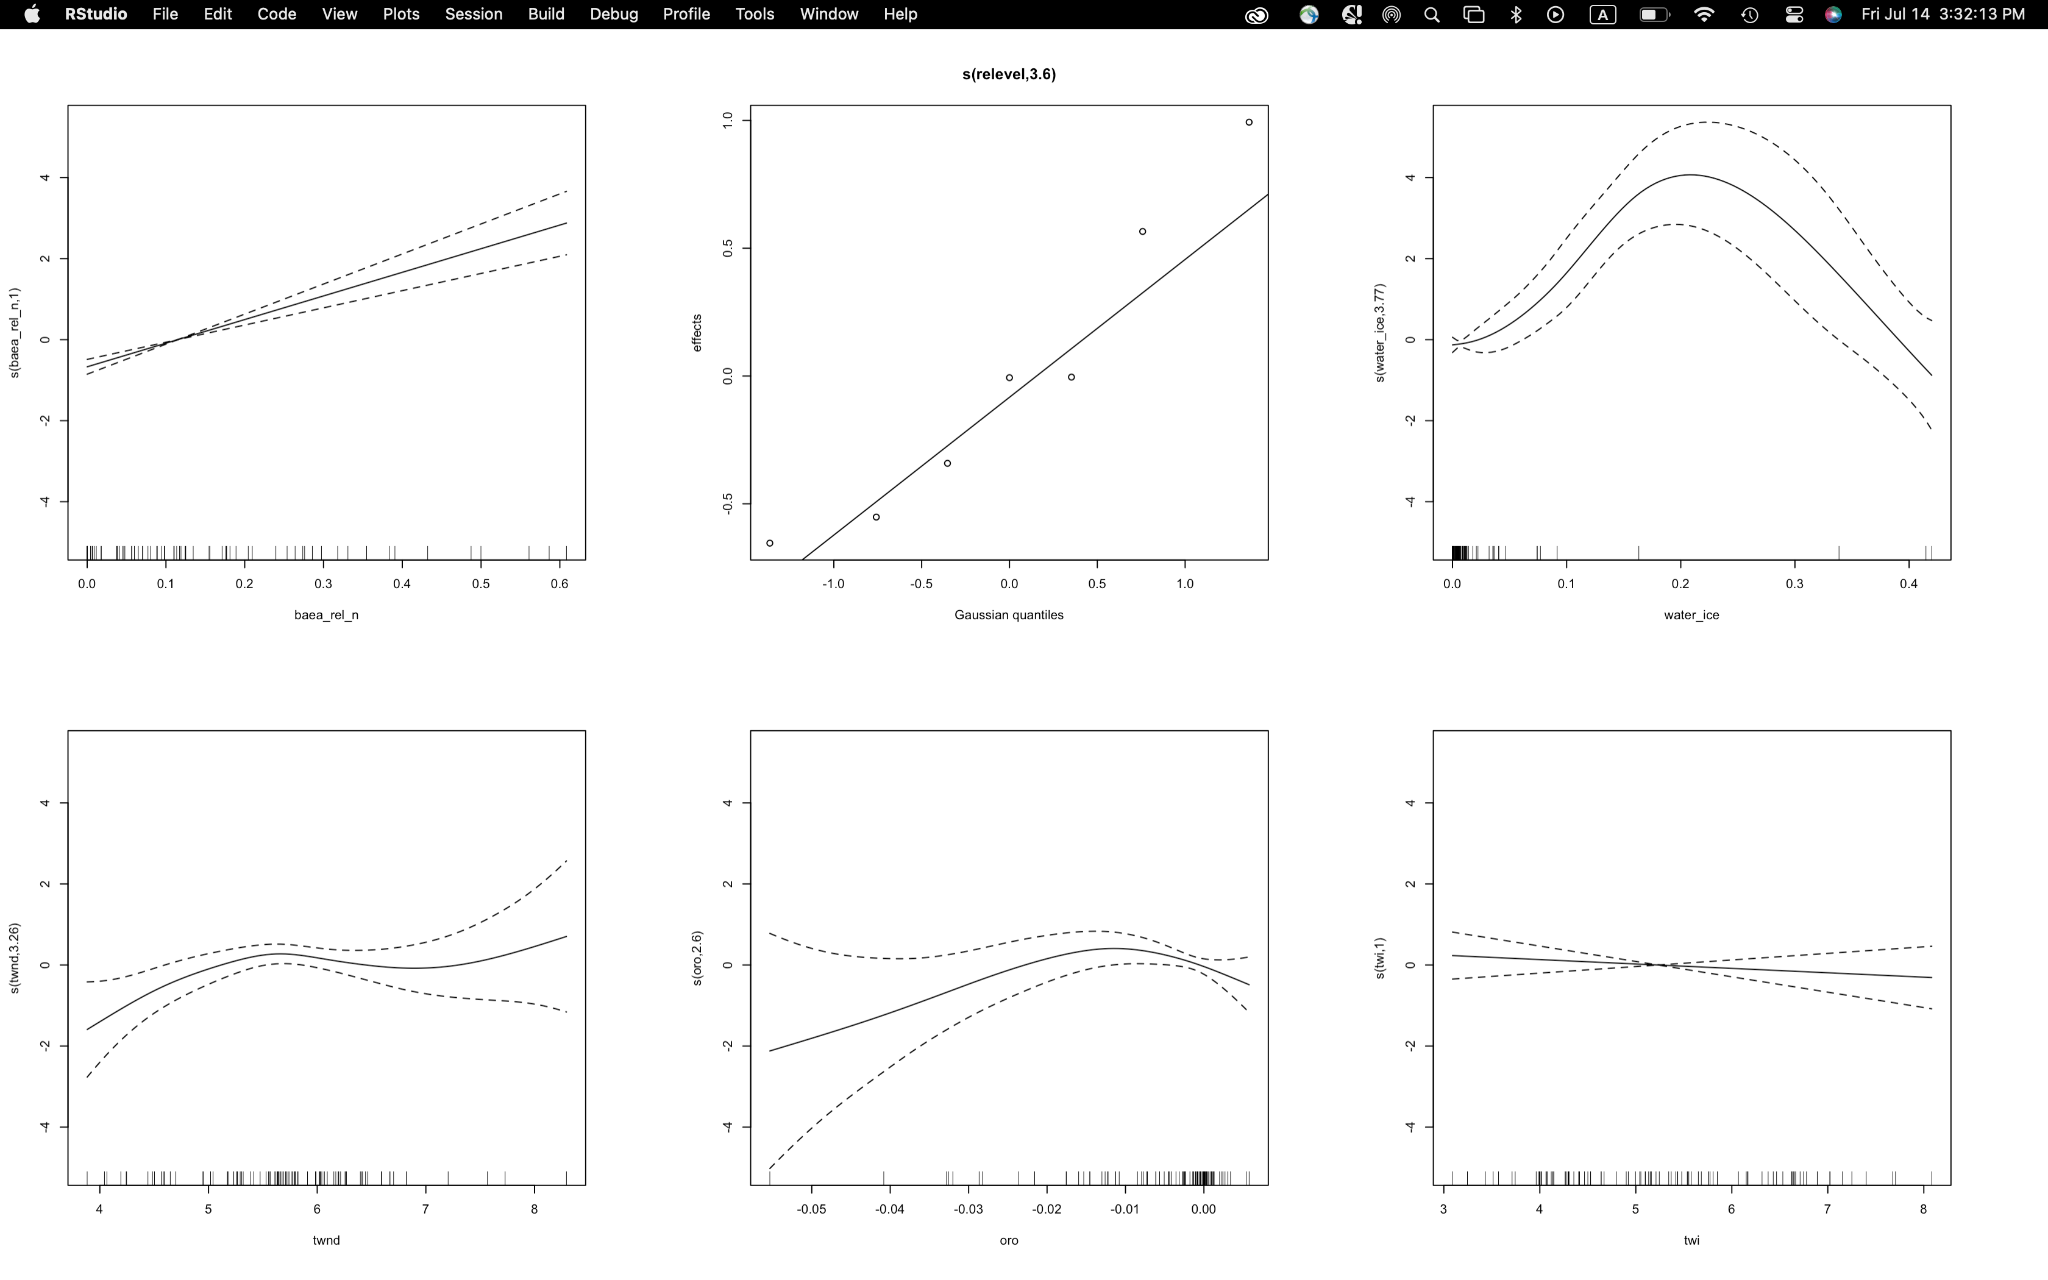 RStudio File Edit Code View Plots Session Build Debug Profile Tools Window Help A Fri Jul 14 3:32:13 PM
s(relevel,3.6)
s(baea_rel_n,1)
4
2
0
-2
-4
0.0 0.1 0.2 0.3 0.4 0.5 0.6
baea_rel_n
effects
1.0
0.5
0.0
-0.5
-1.0 -0.5 0.0 0.5 1.0
Gaussian quantiles
s(water_ice,3.77)
4
2
0
-2
-4
0.0 0.1 0.2 0.3 0.4
water_ice
s(twnd,3.26)
4
2
0
-2
-4
4 5 6 7 8
twnd
s(oro,2.6)
4
2
0
-2
-4
-0.05 -0.04 -0.03 -0.02 -0.01 0.00
oro
s(twi,1)
4
2
0
-2
-4
3 4 5 6 7 8
twi